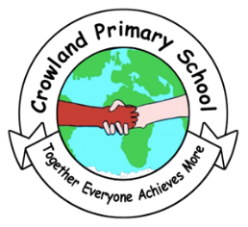 Crowland Primary School
Together Everyone Achieves More